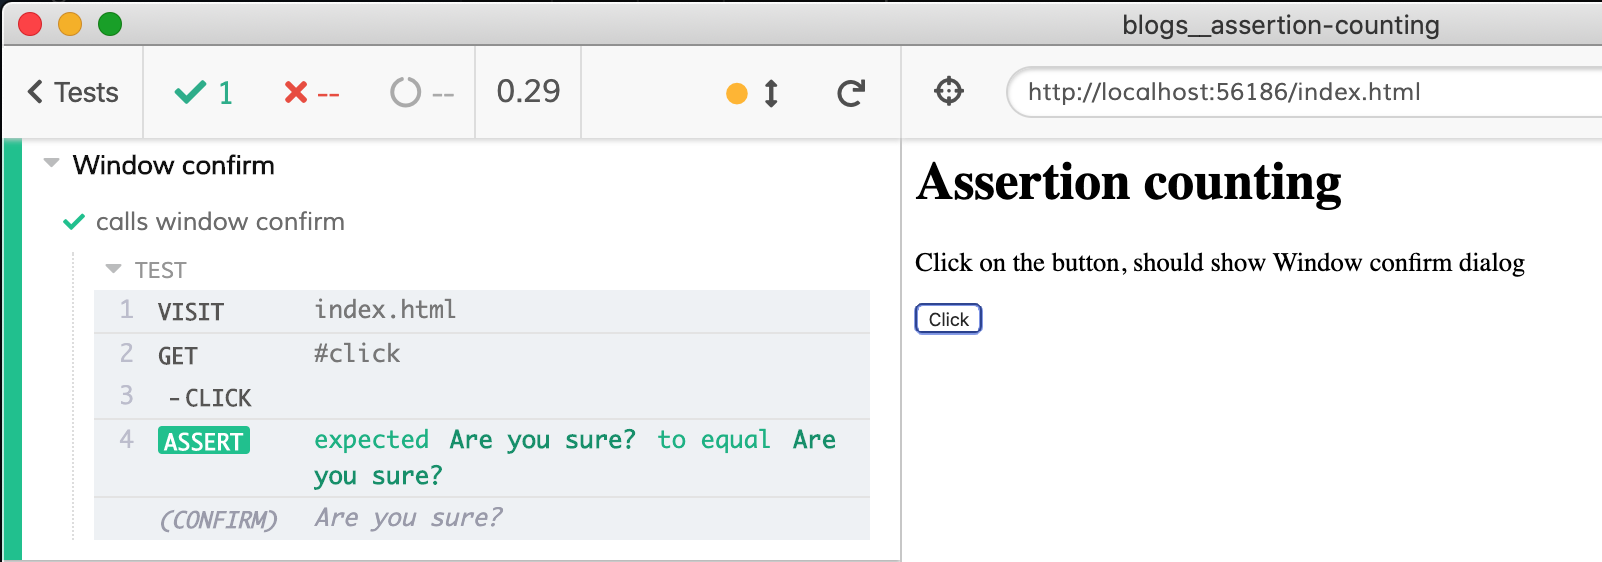 blogs__assertion-counting
Tests 1 -- -- 0.29 http://localhost:56186/index.html
Window confirm
calls window confirm
TEST
1 VISIT index.html
2 GET #click
3 -CLICK
4 ASSERT expected Are you sure? to equal Are
you sure?
(CONFIRM) Are you sure?
Assertion counting
Click on the button, should show Window confirm dialog
Click